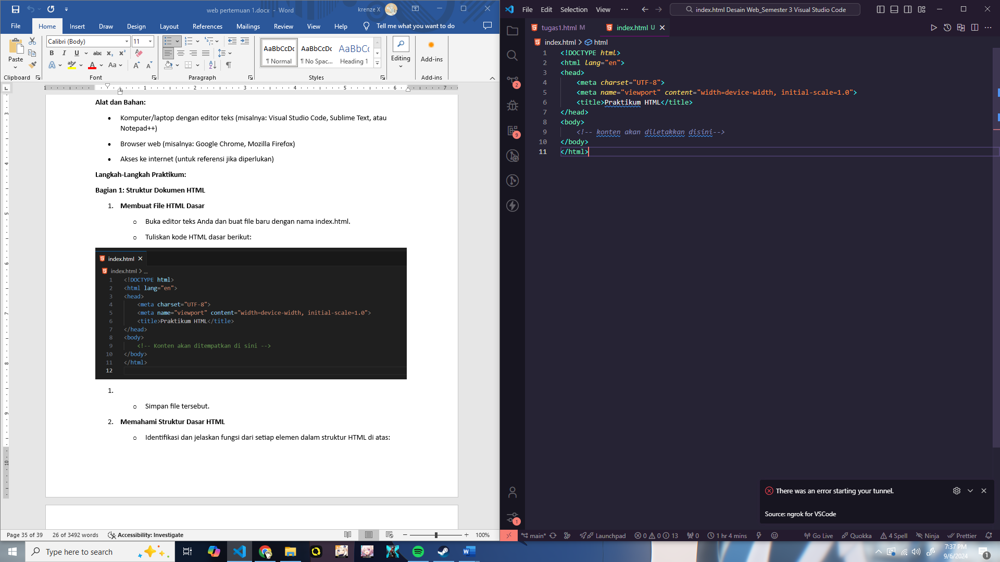 web pertemuan 1.docx - Word
krenze X
File Home Insert Draw Design Layout References Mailings Review View Help Tell me what you want to do
Calibri (Body) 11
Paste
B I U abc x₂ x²
Aa
AaBbCcDc AaBbCcDc AaBbCc
¶ Normal ¶ No Spac... Heading 1
Editing
Add-ins
Clipboard Font Paragraph Styles Add-ins
Alat dan Bahan:
• Komputer/laptop dengan editor teks (misalnya: Visual Studio Code, Sublime Text, atau
Notepad++)
• Browser web (misalnya: Google Chrome, Mozilla Firefox)
• Akses ke internet (untuk referensi jika diperlukan)
Langkah-Langkah Praktikum:
Bagian 1: Struktur Dokumen HTML
1. Membuat File HTML Dasar
o Buka editor teks Anda dan buat file baru dengan nama index.html.
o Tuliskan kode HTML dasar berikut:
index.html
index.html > ...
1 <!DOCTYPE html>
2 <html lang="en">
3 <head>
4 <meta charset="UTF-8">
5 <meta name="viewport" content="width=device-width, initial-scale=1.0">
6 <title>Praktikum HTML</title>
7 </head>
8 <body>
9 <!-- Konten akan ditempatkan di sini -->
10 </body>
11 </html>
12
1.
o Simpan file tersebut.
2. Memahami Struktur Dasar HTML
o Identifikasi dan jelaskan fungsi dari setiap elemen dalam struktur HTML di atas:
Page 35 of 39 26 of 3492 words Accessibility: Investigate 100%
File Edit Selection View ...
index.html Desain Web_Semester 3 Visual Studio Code
tugas1.html M index.html U
index.html > html
1 <!DOCTYPE html>
2 <html lang="en">
3 <head>
4 <meta charset="UTF-8">
5 <meta name="viewport" content="width=device-width, initial-scale=1.0">
6 <title>Praktikum HTML</title>
7 </head>
8 <body>
9 <!-- konten akan diletakkan disini-->
10 </body>
11 </html>
2
9
1
There was an error starting your tunnel.
Source: ngrok for VSCode
main* Launchpad 0 0 13 0 1 hr 4 mins Go Live Quokka 4 Spell Ninja Prettier
Type here to search
7:37 PM
9/6/2024
1